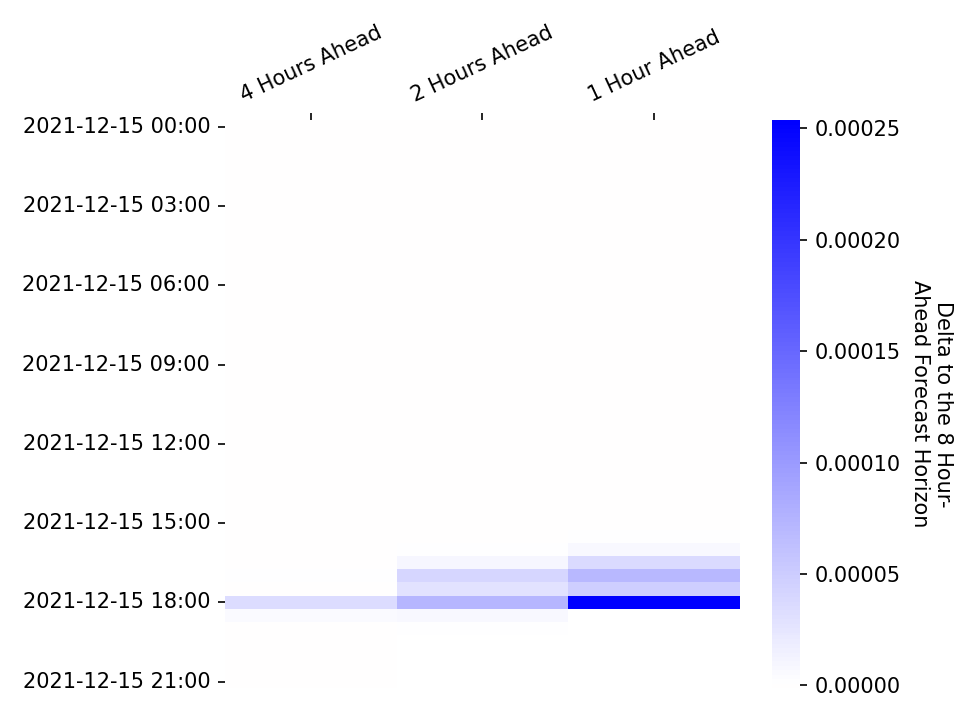 4 Hours Ahead
2 Hours Ahead
1 Hour Ahead
2021-12-15 00:00
2021-12-15 03:00
2021-12-15 06:00
2021-12-15 09:00
2021-12-15 12:00
2021-12-15 15:00
2021-12-15 18:00
2021-12-15 21:00
0.00025
0.00020
0.00015
0.00010
0.00005
0.00000
Delta to the 8 Hour-
Ahead Forecast Horizon